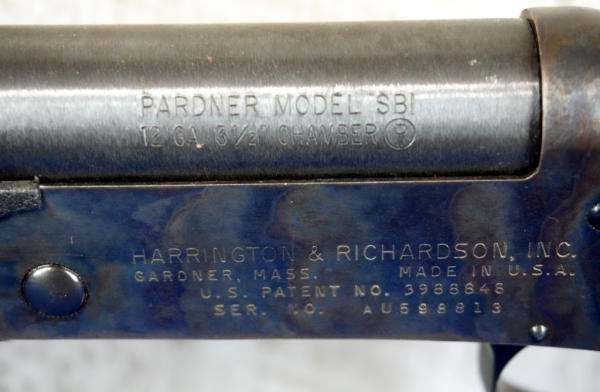 PARDNER MODEL SB1
12 GA 3 1/2" CHAMBER Ⓟ
HARRINGTON & RICHARDSON, INC.
GARDNER, MASS. MADE IN U.S.A.
U.S. PATENT NO. 3988848
SER. NO. AU598813